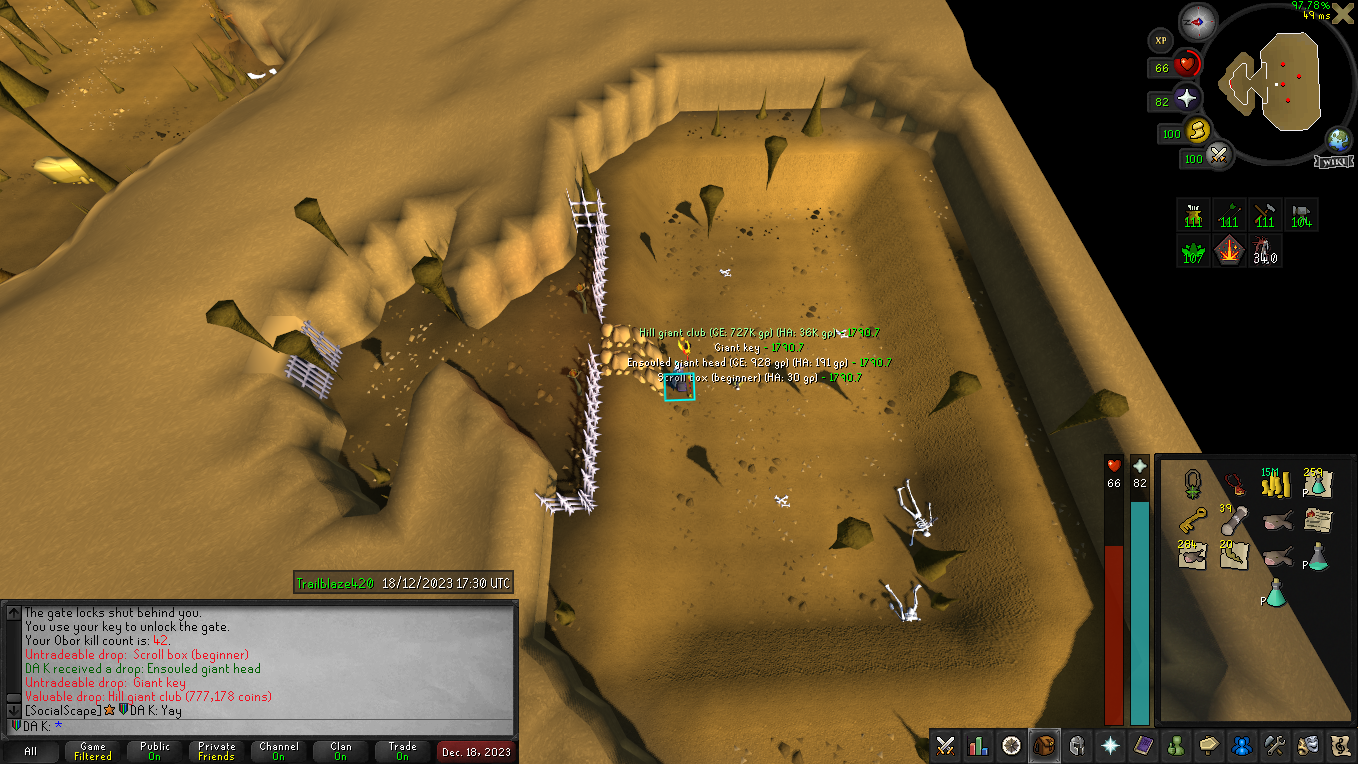 97.78%
49 ms
XP
66
82
100
100
WIKI
111
111
111
104
107
34.0
Hill giant club (GE: 727K gp) (HA: 36K gp) - 1790.7
Giant key - 1790.7
Ensouled giant head (GE: 928 gp) (HA: 191 gp) - 1790.7
Scroll box (beginner) (HA: 30 gp) - 1790.7
66
82
39
20
P
P
Trailblaze420 18/12/2023 17:30 UTC
The gate locks shut behind you.
You use your key to unlock the gate.
Your Obor kill count is: 42.
Untradeable drop: Scroll box (beginner)
DA K received a drop: Ensouled giant head
Untradeable drop: Giant key
Valuable drop: Hill giant club (777,178 coins)
[SocialScape] DA K: Yay
DA K: *
All
Game
Filtered
Public
On
Private
Friends
Channel
On
Clan
On
Trade
On
Dec. 18, 2023